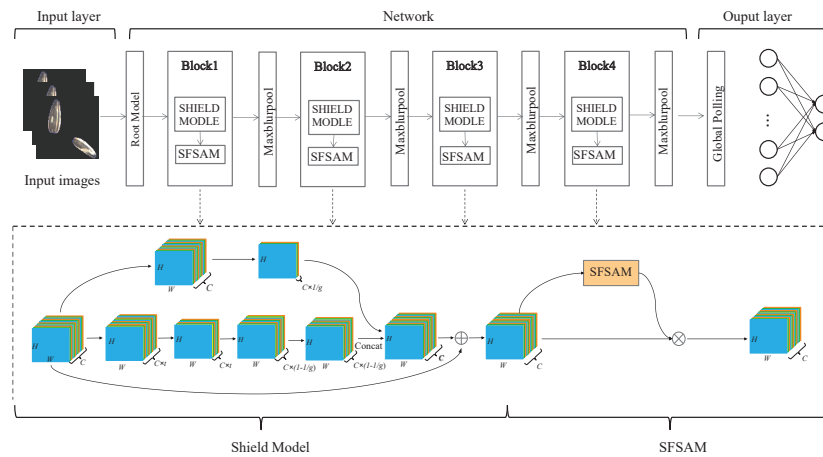 Input layer
Network
Ouput layer
Input images
Root Model
Block1
SHIELD
MODLE
SFSAM
Maxblurpool
Block2
SHIELD
MODLE
SFSAM
Maxblurpool
Block3
SHIELD
MODLE
SFSAM
Maxblurpool
Block4
SHIELD
MODLE
SFSAM
Maxblurpool
Global Polling
...
H
W
C
H
C×1/g
SFSAM
H
W
C
H
W
C×t
H
W
C×t
H
W
C×(1-1/g)
H
W
C×(1-1/g)
Concat
H
W
C
H
W
C
H
W
C
Shield Model
SFSAM